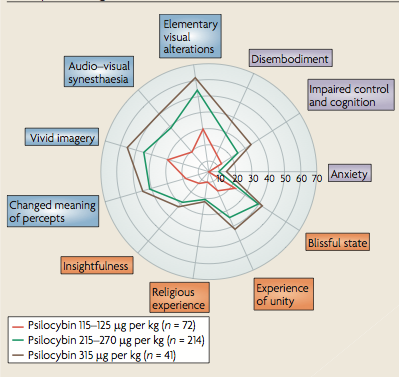 Elementary
visual
alterations
Audio–visual
synesthaesia
Disembodiment
Impaired control
and cognition
Vivid imagery
Anxiety
10 20 30 40 50 60 70
Changed meaning
of percepts
Blissful state
Insightfulness
Religious
experience
Experience
of unity
Psilocybin 115–125 μg per kg (n = 72)
Psilocybin 215–270 μg per kg (n = 214)
Psilocybin 315 μg per kg (n = 41)